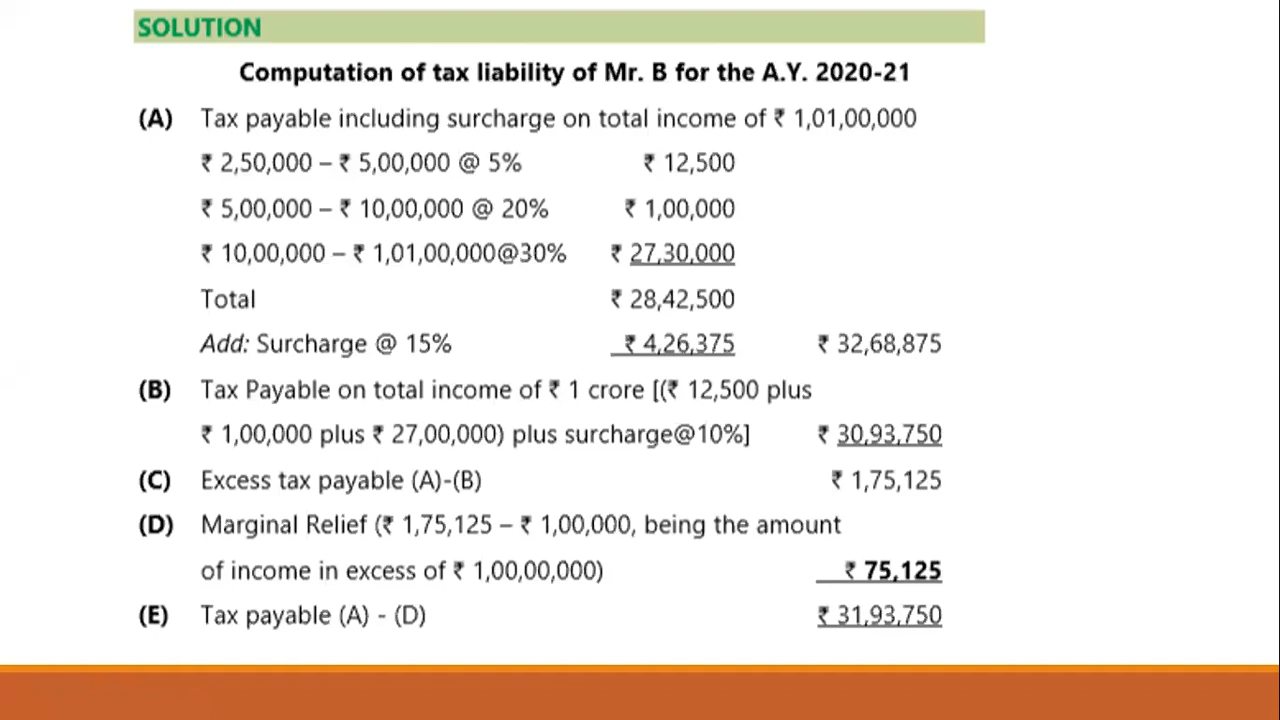 SOLUTION
Computation of tax liability of Mr. B for the A.Y. 2020-21
(A) Tax payable including surcharge on total income of ₹ 1,01,00,000
₹ 2,50,000 – ₹ 5,00,000 @ 5% ₹ 12,500
₹ 5,00,000 – ₹ 10,00,000 @ 20% ₹ 1,00,000
₹ 10,00,000 – ₹ 1,01,00,000@30% ₹ 27,30,000
Total ₹ 28,42,500
Add: Surcharge @ 15% ₹ 4,26,375 ₹ 32,68,875
(B) Tax Payable on total income of ₹ 1 crore [(₹ 12,500 plus
₹ 1,00,000 plus ₹ 27,00,000) plus surcharge@10%] ₹ 30,93,750
(C) Excess tax payable (A)-(B) ₹ 1,75,125
(D) Marginal Relief (₹ 1,75,125 – ₹ 1,00,000, being the amount
of income in excess of ₹ 1,00,00,000) ₹ 75,125
(E) Tax payable (A) - (D) ₹ 31,93,750